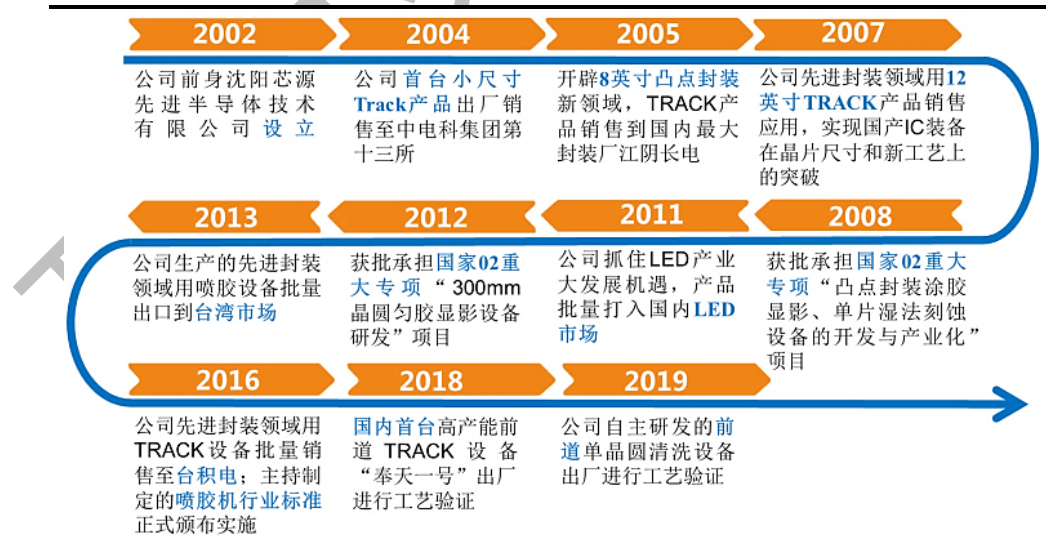 2002
公司前身沈阳芯源
先进半导体技术
有限公司设立
2004
公司首台小尺寸
Track产品出厂销
售至中电科集团第
十三所
2005
开辟8英寸凸点封装
新领域，TRACK产
品销售到国内最大
封装厂江阴长电
2007
公司先进封装领域用12
英寸TRACK产品销售
应用，实现国产IC装备
在晶片尺寸和新工艺上
的突破
2008
获批承担国家02重大
专项“凸点封装涂胶
显影、单片湿法刻蚀
设备的开发与产业化”
项目
2011
公司抓住LED产业
大发展机遇，产品
批量打入国内LED
市场
2012
获批承担国家02重
大专项“300mm
晶圆匀胶显影设备
研发”项目
2013
公司生产的先进封装
领域用喷胶设备批量
出口到台湾市场
2016
公司先进封装领域用
TRACK设备批量销
售至台积电；主持制
定的喷胶机行业标准
正式颁布实施
2018
国内首台高产能前
道TRACK设备
“奉天一号”出厂
进行工艺验证
2019
公司自主研发的前
道单晶圆清洗设备
出厂进行工艺验证